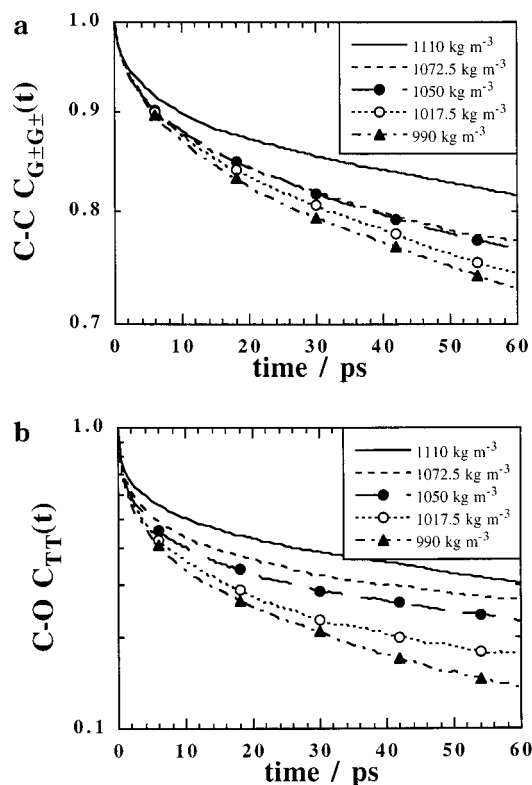 a
1.0
0.9
0.8
0.7
C-C C_{G±G±}(t)
1110 kg m⁻³
1072.5 kg m⁻³
1050 kg m⁻³
1017.5 kg m⁻³
990 kg m⁻³
0 10 20 30 40 50 60
time / ps
b
1.0
0.1
C-O C_{TT}(t)
1110 kg m⁻³
1072.5 kg m⁻³
1050 kg m⁻³
1017.5 kg m⁻³
990 kg m⁻³
0 10 20 30 40 50 60
time / ps